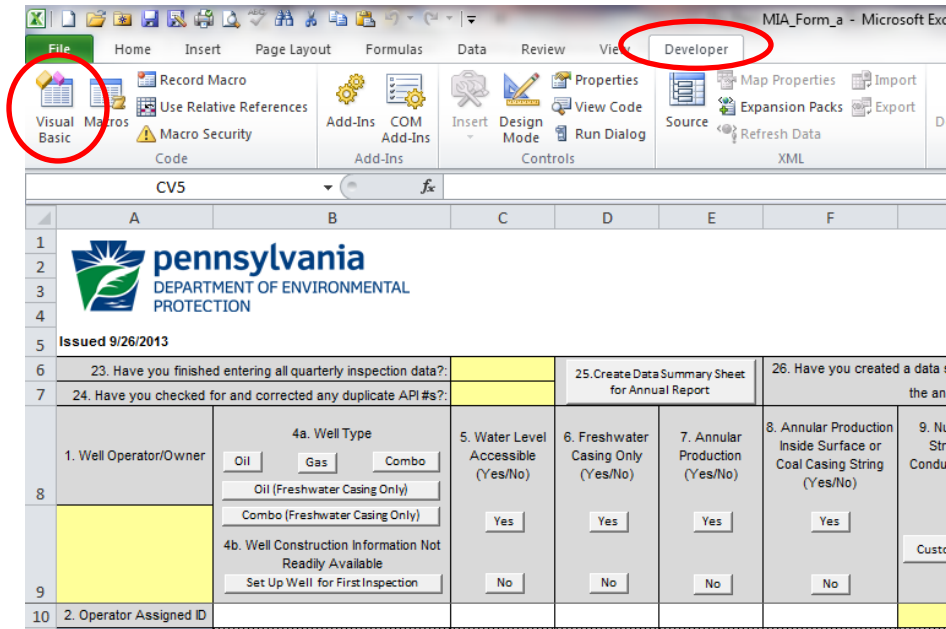 MIA_Form_a - Microsoft Exc
File Home Insert Page Layout Formulas Data Review View Developer
Visual Basic
Macros
Record Macro
Use Relative References
Macro Security
Code
Add-Ins
COM Add-Ins
Add-Ins
Insert
Design Mode
Properties
View Code
Run Dialog
Controls
Source
Map Properties
Expansion Packs
Refresh Data
Import
Export
XML
D
CV5 fx
A B C D E F
1
2
3
4
5
6
7
8
9
10
pennsylvania
DEPARTMENT OF ENVIRONMENTAL
PROTECTION
Issued 9/26/2013
23. Have you finished entering all quarterly inspection data?:
24. Have you checked for and corrected any duplicate API #s?:
25.Create Data Summary Sheet
for Annual Report
26. Have you created a data s
the an
1. Well Operator/Owner
4a. Well Type
Oil Gas Combo
Oil (Freshwater Casing Only)
Combo (Freshwater Casing Only)
4b. Well Construction Information Not
Readily Available
Set Up Well for First Inspection
5. Water Level
Accessible
(Yes/No)
Yes
No
6. Freshwater
Casing Only
(Yes/No)
Yes
No
7. Annular
Production
(Yes/No)
Yes
No
8. Annular Production
Inside Surface or
Coal Casing String
(Yes/No)
Yes
No
9. Nu
Str
Condu
Custo
2. Operator Assigned ID